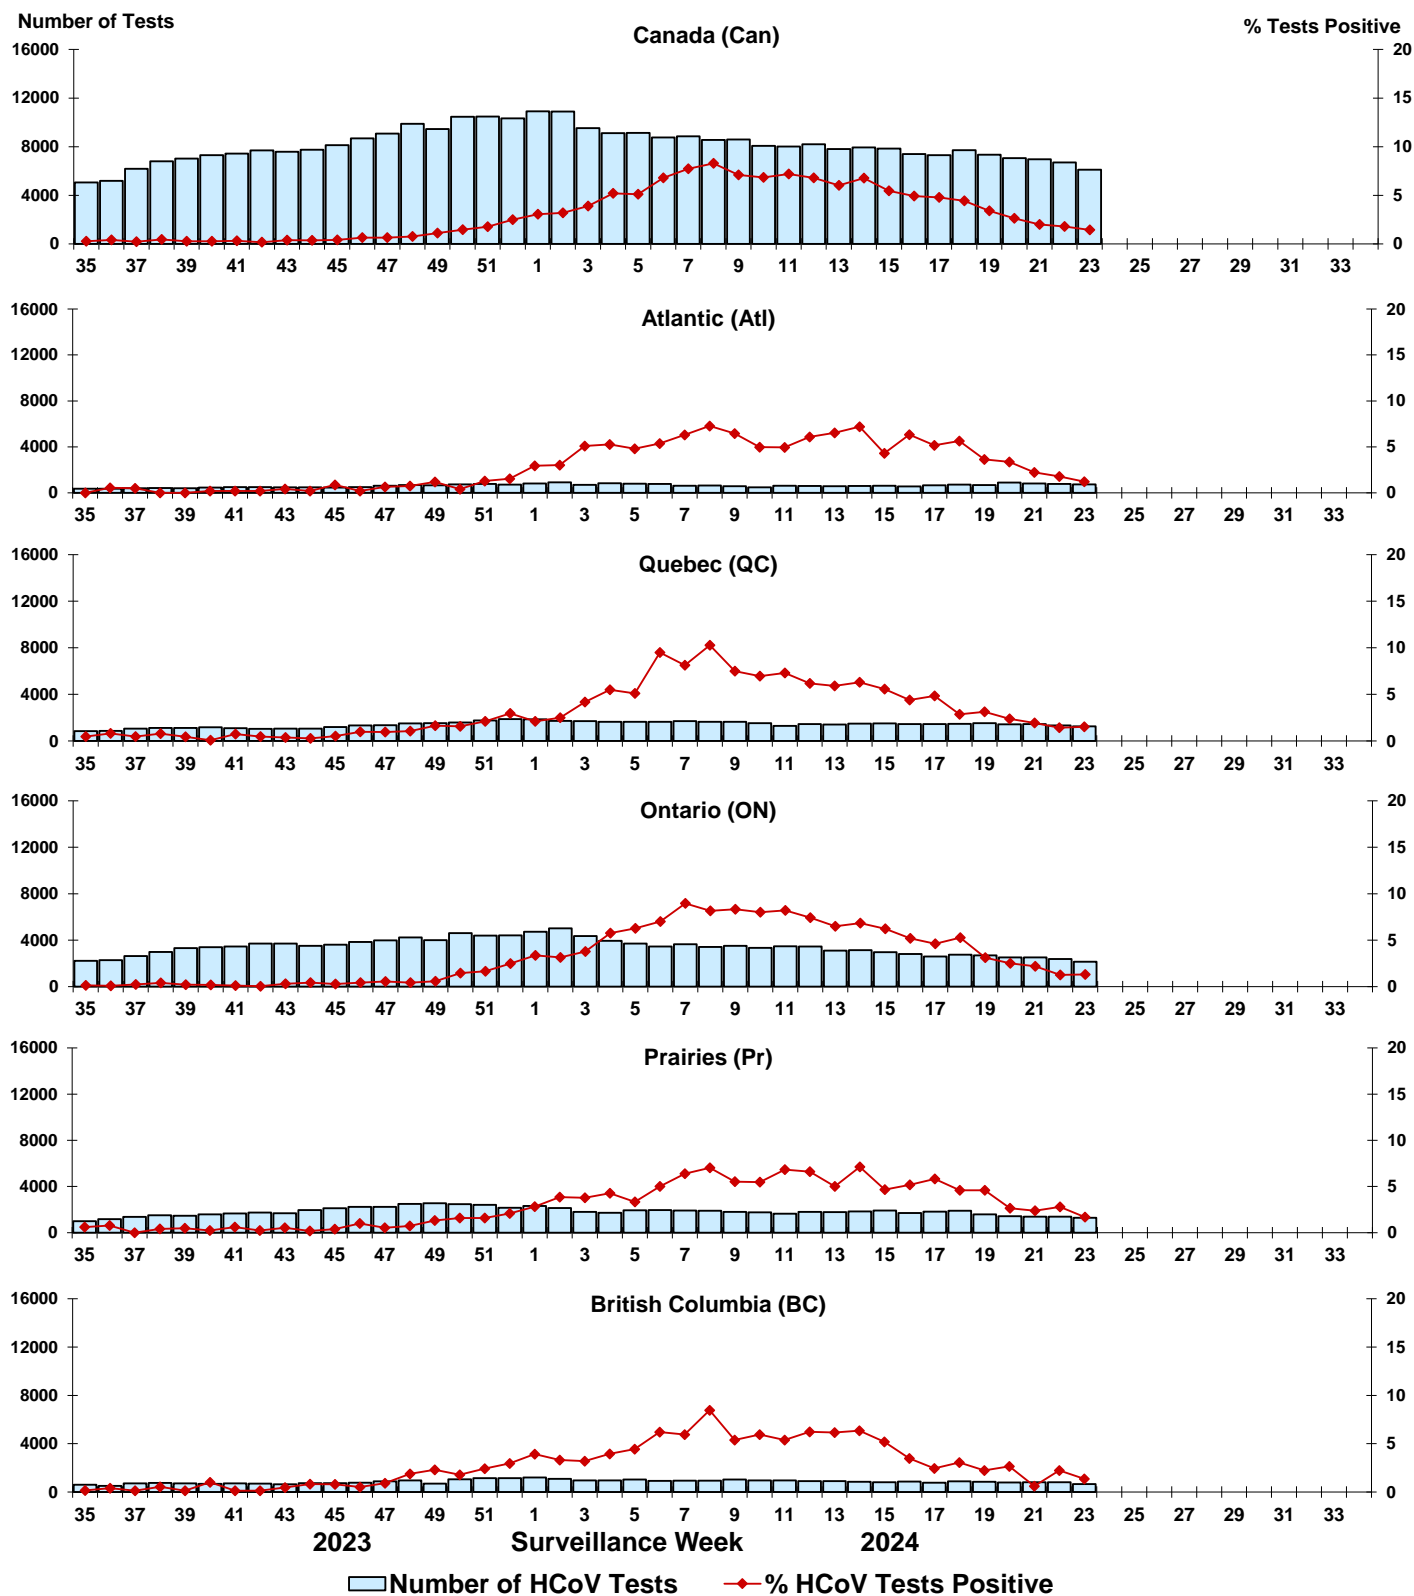 Number of Tests
% Tests Positive
Canada (Can)
16000 20
12000 15
8000 10
4000 5
0 0
35 37 39 41 43 45 47 49 51 1 3 5 7 9 11 13 15 17 19 21 23 25 27 29 31 33
Atlantic (Atl)
16000 20
12000 15
8000 10
4000 5
0 0
35 37 39 41 43 45 47 49 51 1 3 5 7 9 11 13 15 17 19 21 23 25 27 29 31 33
Quebec (QC)
16000 20
12000 15
8000 10
4000 5
0 0
35 37 39 41 43 45 47 49 51 1 3 5 7 9 11 13 15 17 19 21 23 25 27 29 31 33
Ontario (ON)
16000 20
12000 15
8000 10
4000 5
0 0
35 37 39 41 43 45 47 49 51 1 3 5 7 9 11 13 15 17 19 21 23 25 27 29 31 33
Prairies (Pr)
16000 20
12000 15
8000 10
4000 5
0 0
35 37 39 41 43 45 47 49 51 1 3 5 7 9 11 13 15 17 19 21 23 25 27 29 31 33
British Columbia (BC)
16000 20
12000 15
8000 10
4000 5
0 0
35 37 39 41 43 45 47 49 51 1 3 5 7 9 11 13 15 17 19 21 23 25 27 29 31 33
2023 Surveillance Week 2024
Number of HCoV Tests % HCoV Tests Positive